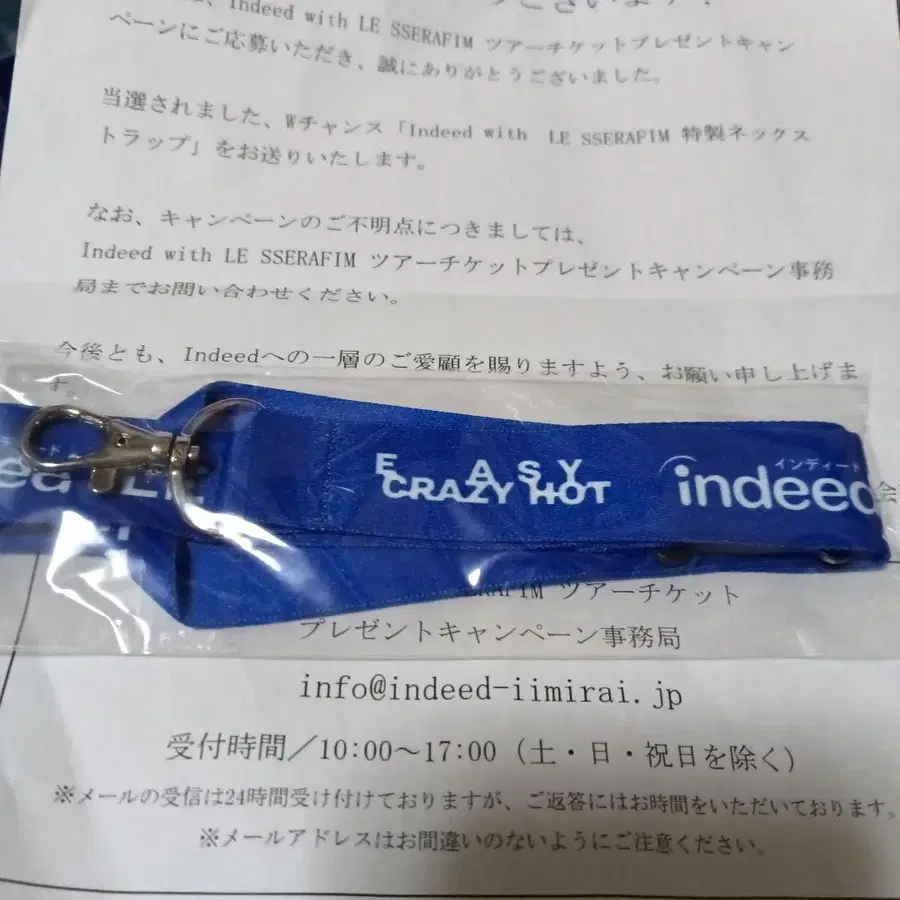 ございます！
、Indeed with LE SSERAFIM ツアーチケットプレゼントキャン
ペーンにご応募いただき、誠にありがとうございました。
当選されました、Wチャンス「Indeed with LE SSERAFIM 特製ネックス
トラップ」をお送りいたします。
なお、キャンペーンのご不明点につきましては、
Indeed with LE SSERAFIM ツアーチケットプレゼントキャンペーン事務
局までお問い合わせください。
今後とも、Indeedへの一層のご愛顧を賜りますよう、お願い申し上げま
E A S Y
CRAZY HOT
インディード
indeed
会
ツアーチケット
プレゼントキャンペーン事務局
info@indeed-iimirai.jp
受付時間／10:00～17:00（土・日・祝日を除く）
※メールの受信は24時間受け付けておりますが、ご返答にはお時間をいただいております。
※メールアドレスはお間違いのないようにご注意ください。